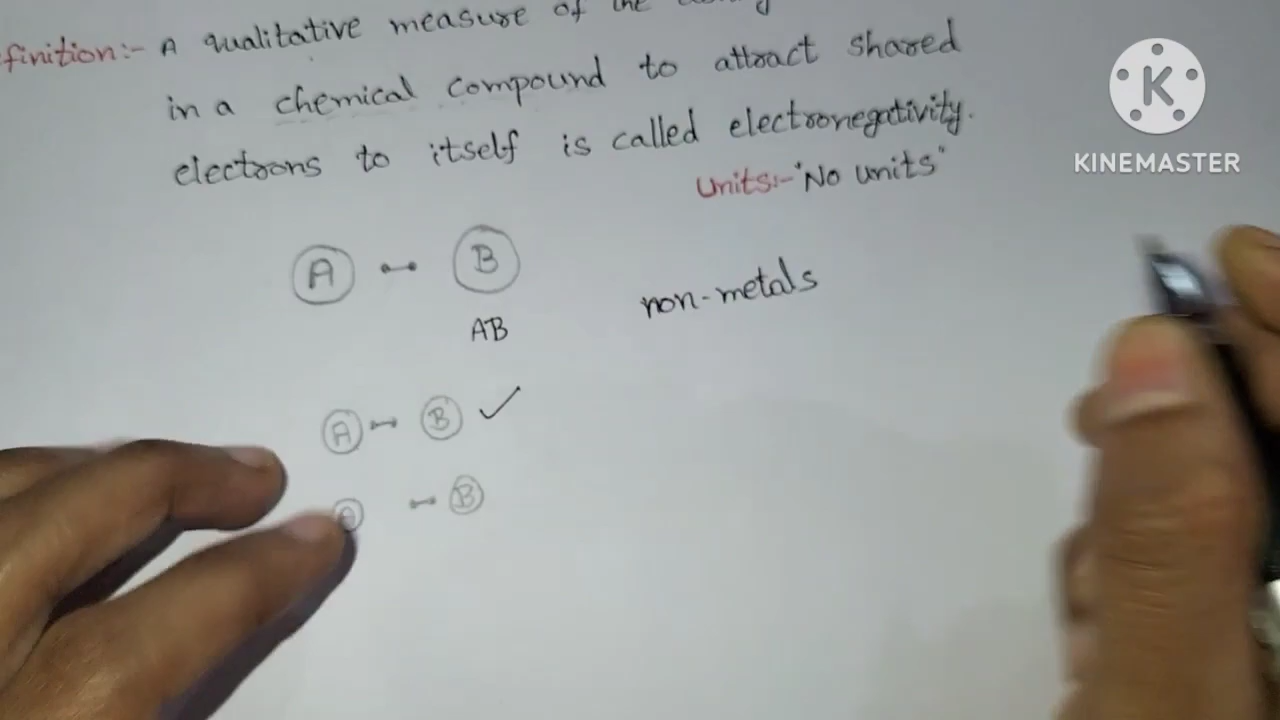 finition:- A qualitative measure of the
in a chemical compound to attract shared
electrons to itself is called electronegativity.
Units:- "No units"
A B
AB
non-metals
A B ✓
A B
K
KINEMASTER